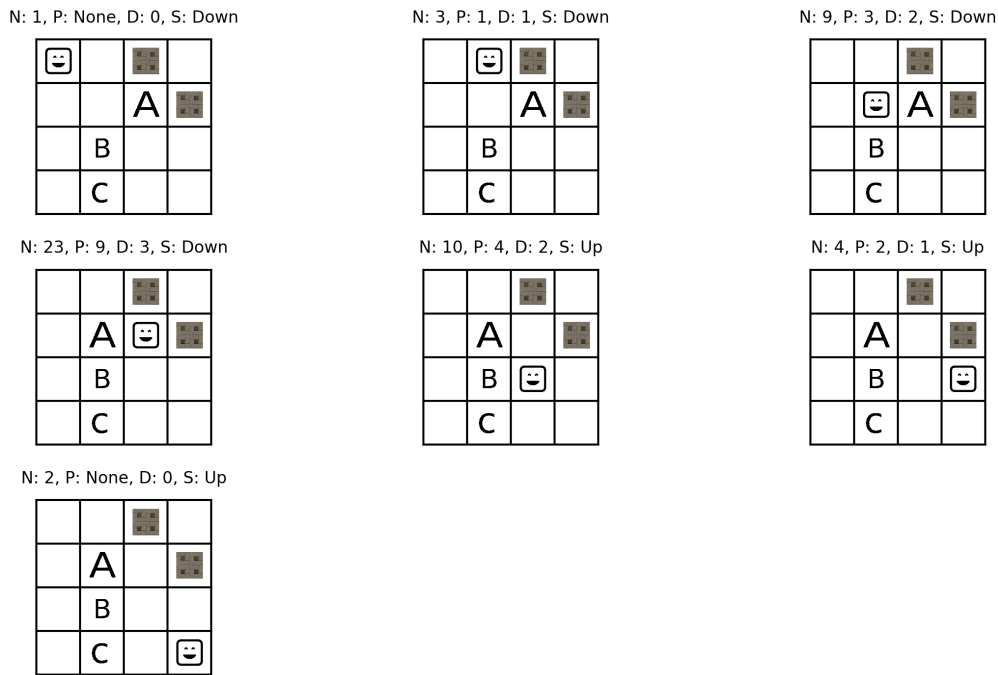 N: 1, P: None, D: 0, S: Down
A
B
C
N: 3, P: 1, D: 1, S: Down
A
B
C
N: 9, P: 3, D: 2, S: Down
A
B
C
N: 23, P: 9, D: 3, S: Down
A
B
C
N: 10, P: 4, D: 2, S: Up
A
B
C
N: 4, P: 2, D: 1, S: Up
A
B
C
N: 2, P: None, D: 0, S: Up
A
B
C